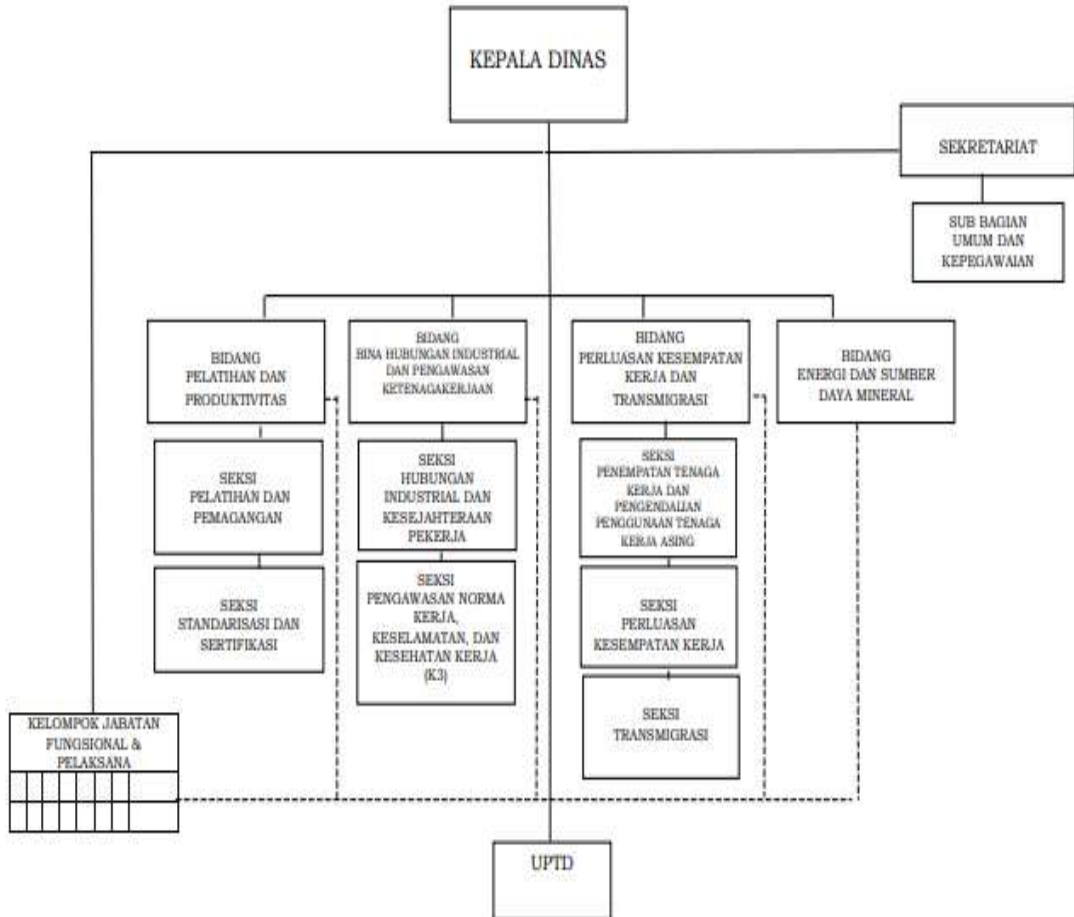 KEPALA DINAS
SEKRETARIAT
SUB BAGIAN
UMUM DAN
KEPEGAWAIAN
BIDANG
PELATIHAN DAN
PRODUKTIVITAS
BIDANG
BINA HUBUNGAN INDUSTRIAL
DAN PENGAWASAN
KETENAGAKERJAAN
BIDANG
PERLUASAN KESEMPATAN
KERJA DAN
TRANSMIGRASI
BIDANG
ENERGI DAN SUMBER
DAYA MINERAL
SEKSI
PELATIHAN DAN
PEMAGANGAN
SEKSI
HUBUNGAN
INDUSTRIAL DAN
KESEJAHTERAAN
PEKERJA
SEKSI
PENEMPATAN TENAGA
KERJA DAN
PENGENDALIAN
PENGGUNAAN TENAGA
KERJA ASING
SEKSI
STANDARISASI DAN
SERTIFIKASI
SEKSI
PENGAWASAN NORMA
KERJA,
KESELAMATAN, DAN
KESEHATAN KERJA
(K3)
SEKSI
PERLUASAN
KESEMPATAN KERJA
SEKSI
TRANSMIGRASI
KELOMPOK JABATAN
FUNGSIONAL &
PELAKSANA
UPTD